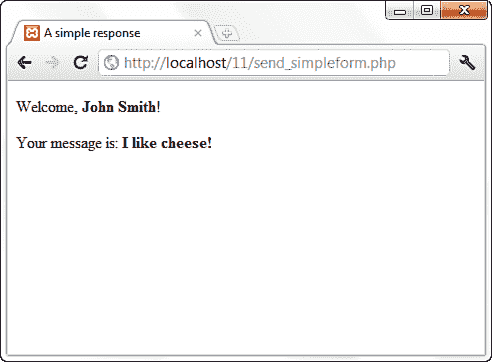 A simple response
http://localhost/11/send_simpleform.php
Welcome, John Smith!
Your message is: I like cheese!